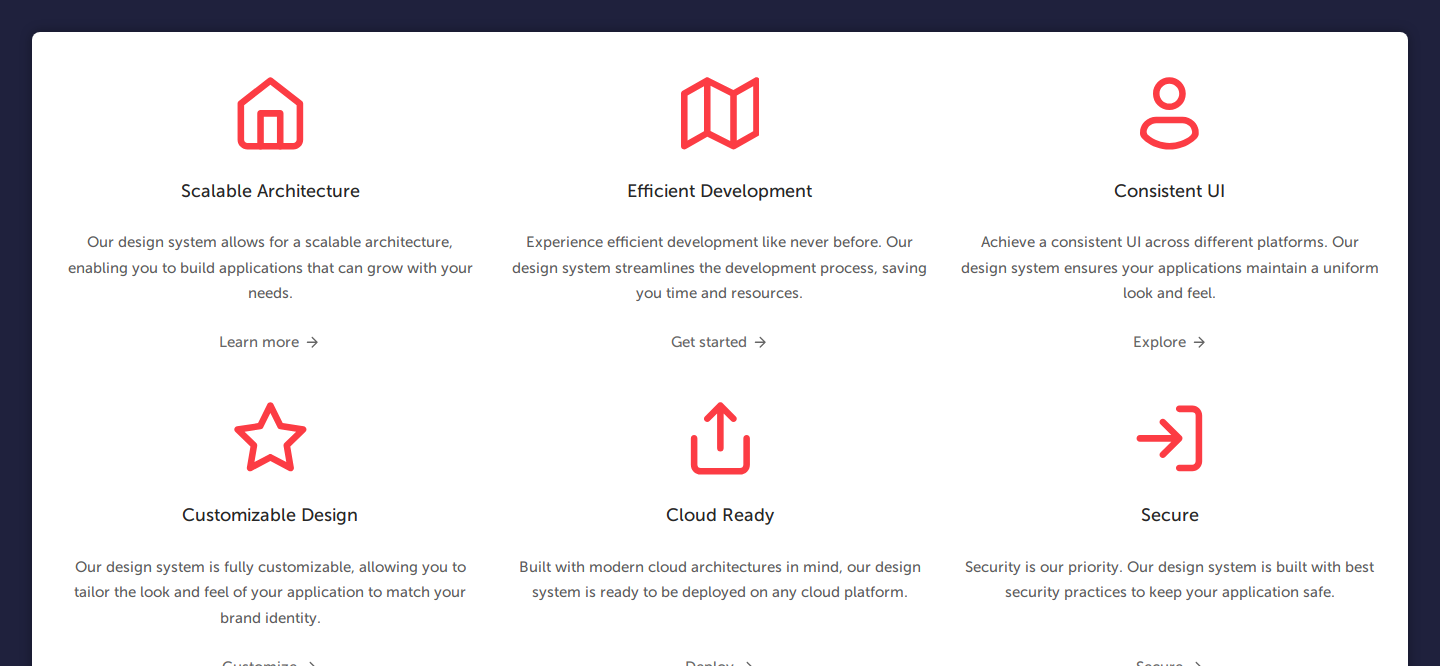 Scalable Architecture
Our design system allows for a scalable architecture,
enabling you to build applications that can grow with your
needs.
Learn more →
Efficient Development
Experience efficient development like never before. Our
design system streamlines the development process, saving
you time and resources.
Get started →
Consistent UI
Achieve a consistent UI across different platforms. Our
design system ensures your applications maintain a uniform
look and feel.
Explore →
Customizable Design
Our design system is fully customizable, allowing you to
tailor the look and feel of your application to match your
brand identity.
Customize →
Cloud Ready
Built with modern cloud architectures in mind, our design
system is ready to be deployed on any cloud platform.
Deploy →
Secure
Security is our priority. Our design system is built with best
security practices to keep your application safe.
Secure →